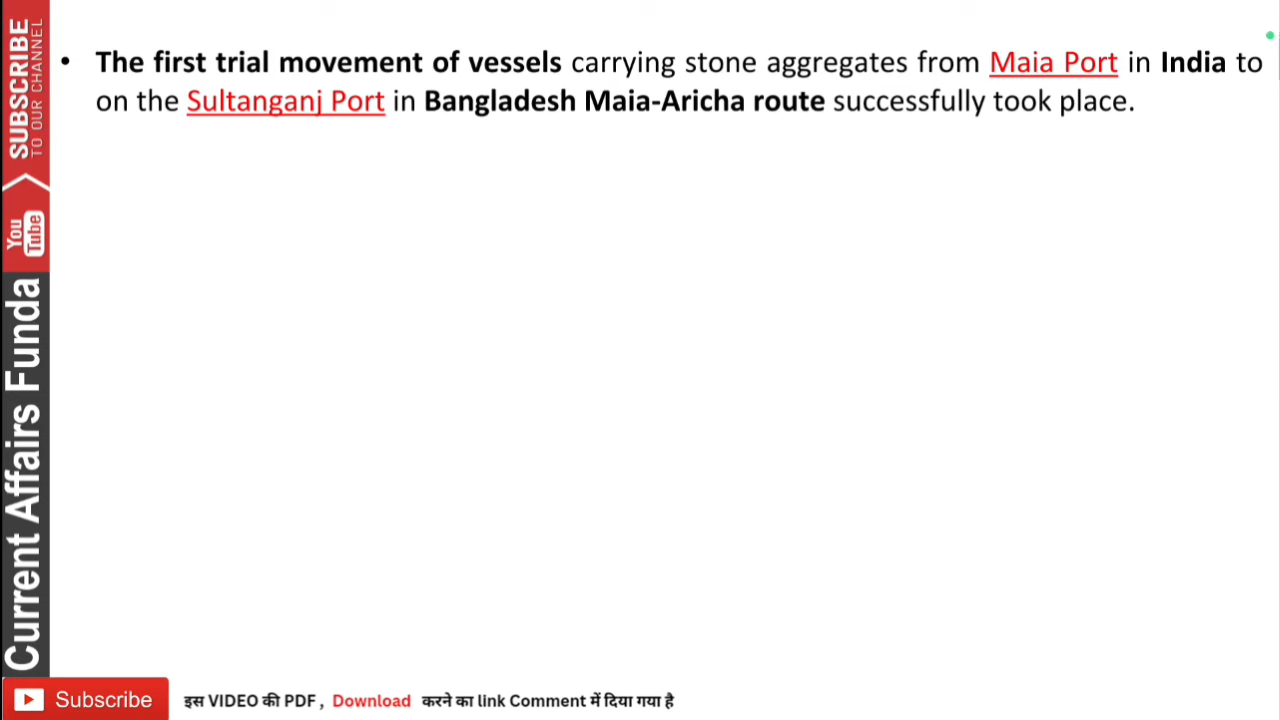 • The first trial movement of vessels carrying stone aggregates from Maia Port in India to
on the Sultanganj Port in Bangladesh Maia-Aricha route successfully took place.
SUBSCRIBE
TO OUR CHANNEL
You Tube
Current Affairs Funda
Subscribe
इस VIDEO की PDF , Download करने का link Comment में दिया गया है